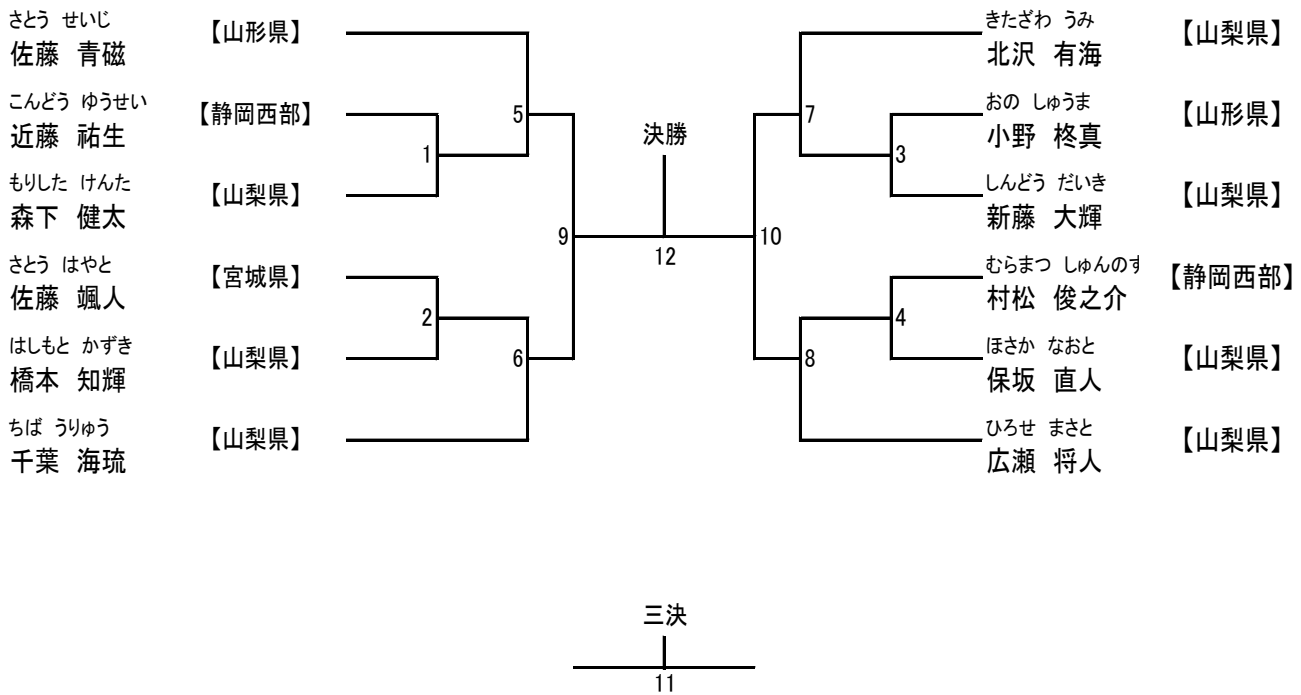 さとう せいじ
佐藤 青磁
【山形県】
こんどう ゆうせい
近藤 祐生
【静岡西部】
もりした けんた
森下 健太
【山梨県】
さとう はやと
佐藤 颯人
【宮城県】
はしもと かずき
橋本 知輝
【山梨県】
ちば うりゅう
千葉 海琉
【山梨県】
5
1
9
2
6
決勝
12
7
3
10
4
8
きたざわ うみ
北沢 有海
【山梨県】
おの しゅうま
小野 柊真
【山形県】
しんどう だいき
新藤 大輝
【山梨県】
むらまつ しゅんのす
村松 俊之介
【静岡西部】
ほさか なおと
保坂 直人
【山梨県】
ひろせ まさと
広瀬 将人
【山梨県】
三決
11